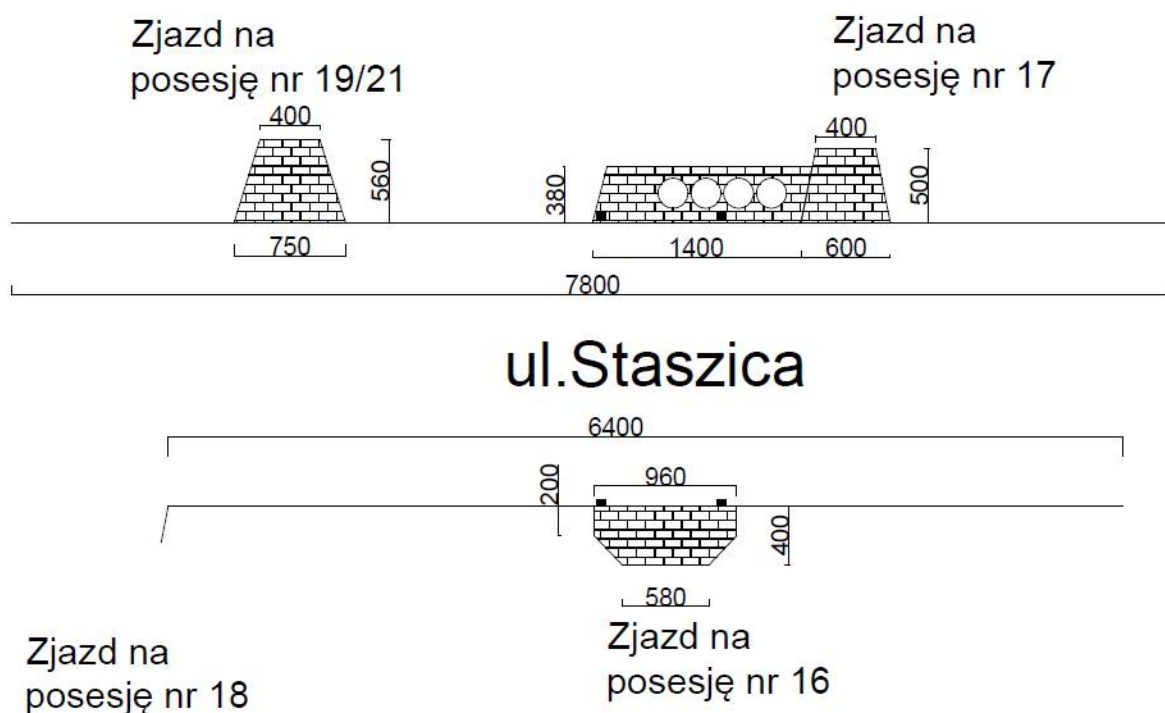 Zjazd na
posesję nr 19/21
Zjazd na
posesję nr 17
400
560
750
380
400
500
1400
600
7800
ul.Staszica
6400
200
960
400
580
Zjazd na
posesję nr 18
Zjazd na
posesję nr 16